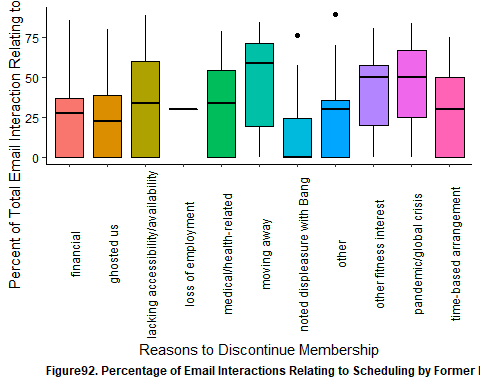 Percent of Total Email Interaction Relating to
75
50
25
0
financial
ghosted us
lacking accessibility/availability
loss of employment
medical/health-related
moving away
noted displeasure with Bang
other
other fitness interest
pandemic/global crisis
time-based arrangement
Reasons to Discontinue Membership
Figure92. Percentage of Email Interactions Relating to Scheduling by Former